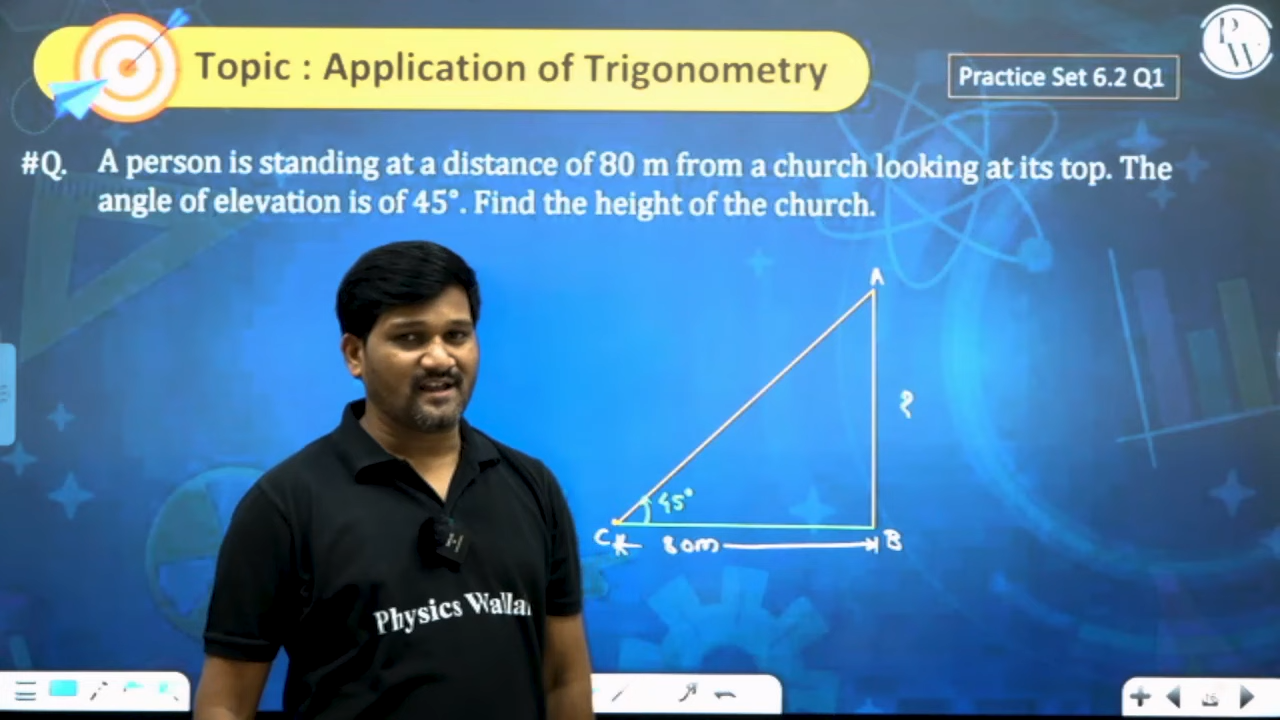 Topic : Application of Trigonometry
Practice Set 6.2 Q1
PW
#Q. A person is standing at a distance of 80 m from a church looking at its top. The
angle of elevation is of 45°. Find the height of the church.
A
?
45°
C
80m
B
Physics Walla